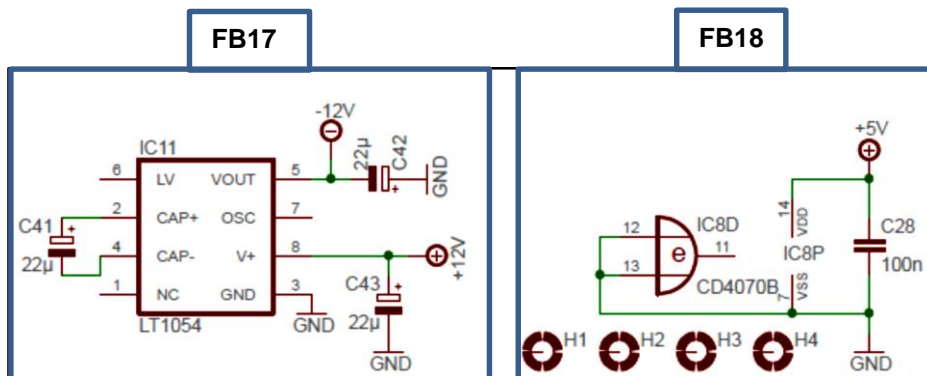 FB17
-12V
IC11
22µ
C42
GND
6
LV
VOUT
5
C41
2
CAP+
OSC
7
22µ
4
CAP-
V+
8
+12V
1
NC
GND
3
C43
22µ
GND
LT1054
GND
FB18
+5V
14
VDD
12
IC8D
e
11
IC8P
C28
100n
13
CD4070B
7
VSS
H1
H2
H3
H4
GND